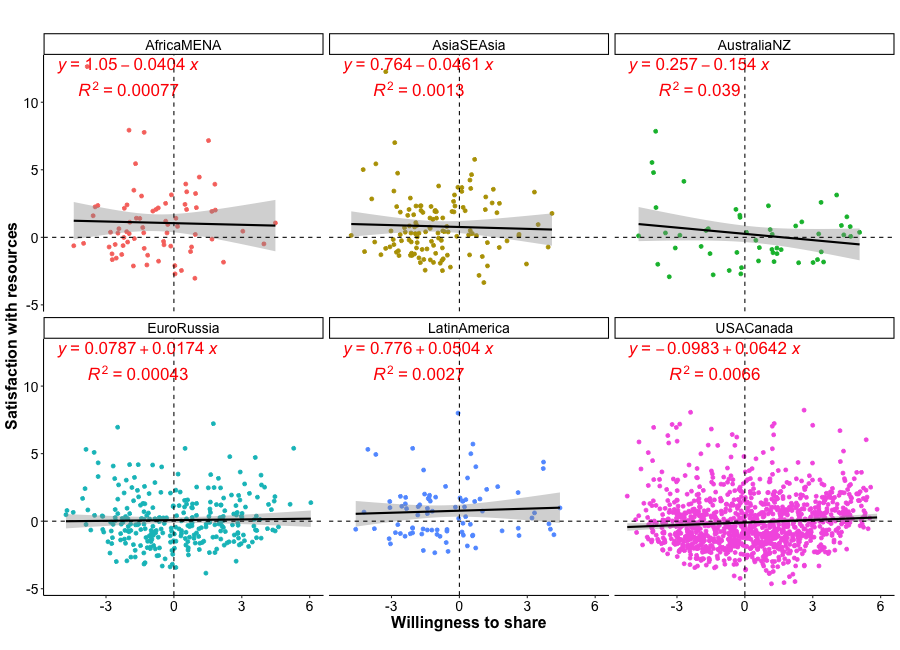 AfricaMENA
AsiaSEAsia
AustraliaNZ
y = 1.05 − 0.0404 x
y = 0.764 − 0.0461 x
y = 0.257 − 0.154 x
R² = 0.00077
R² = 0.0013
R² = 0.039
10
5
0
-5
EuroRussia
LatinAmerica
USACanada
y = 0.0787 + 0.0174 x
y = 0.776 + 0.0504 x
y = −0.0983 + 0.0642 x
R² = 0.00043
R² = 0.0027
R² = 0.0066
10
5
0
-5
-3 0 3 6
-3 0 3 6
-3 0 3 6
Willingness to share
Satisfaction with resources